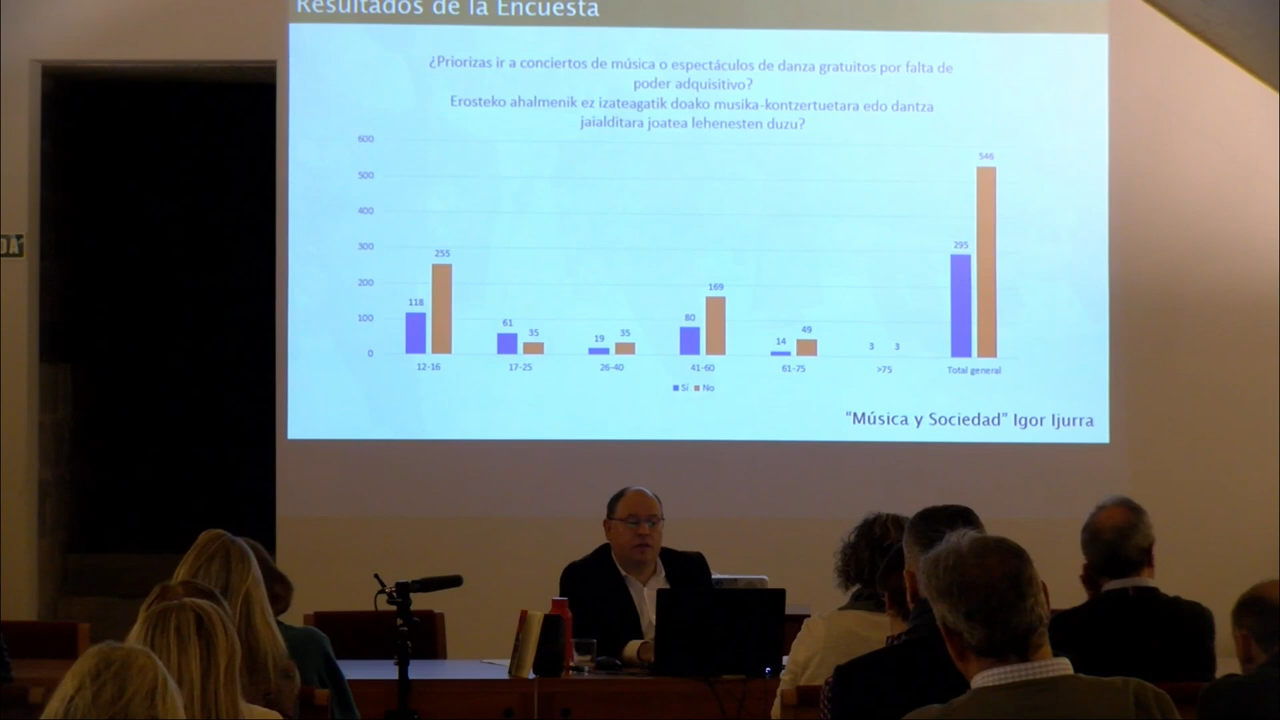 Resultados de la Encuesta
¿Priorizas ir a conciertos de música o espectáculos de danza gratuitos por falta de
poder adquisitivo?
Erosteko ahalmenik ez izateagatik doako musika-kontzertuetara edo dantza
jaialditara joatea lehenesten duzu?
600
500
400
300
200
100
0
118 255
61 35
19 35
80 169
14 49
3 3
295 546
12-16 17-25 26-40 41-60 61-75 >75 Total general
Sí No
"Música y Sociedad" Igor Ijurra
DA